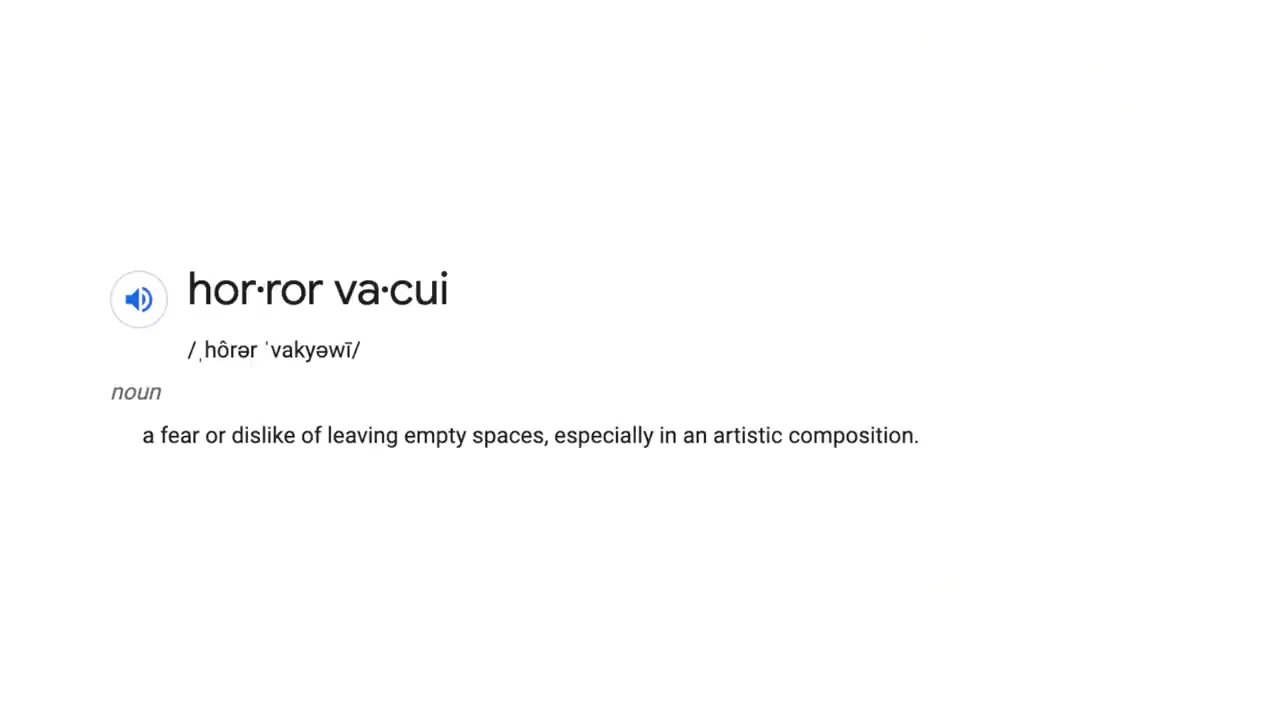 hor·ror va·cui
/ˌhôrər ˈvakyəwī/
noun
a fear or dislike of leaving empty spaces, especially in an artistic composition.